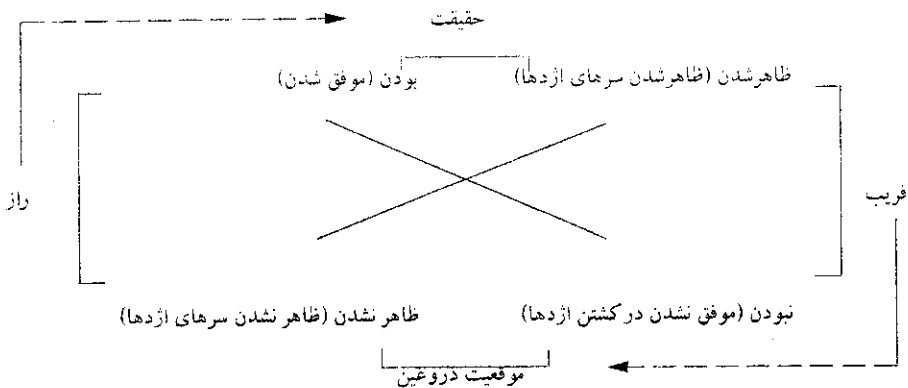 حقیقت
ظاهرشدن (ظاهرشدن سرهای اژدها)
بودن (موفق شدن)
فریب
راز
نبودن (موفق نشدن در کشتن اژدها)
ظاهر نشدن (ظاهر نشدن سرهای اژدها)
موقعیت دروغین